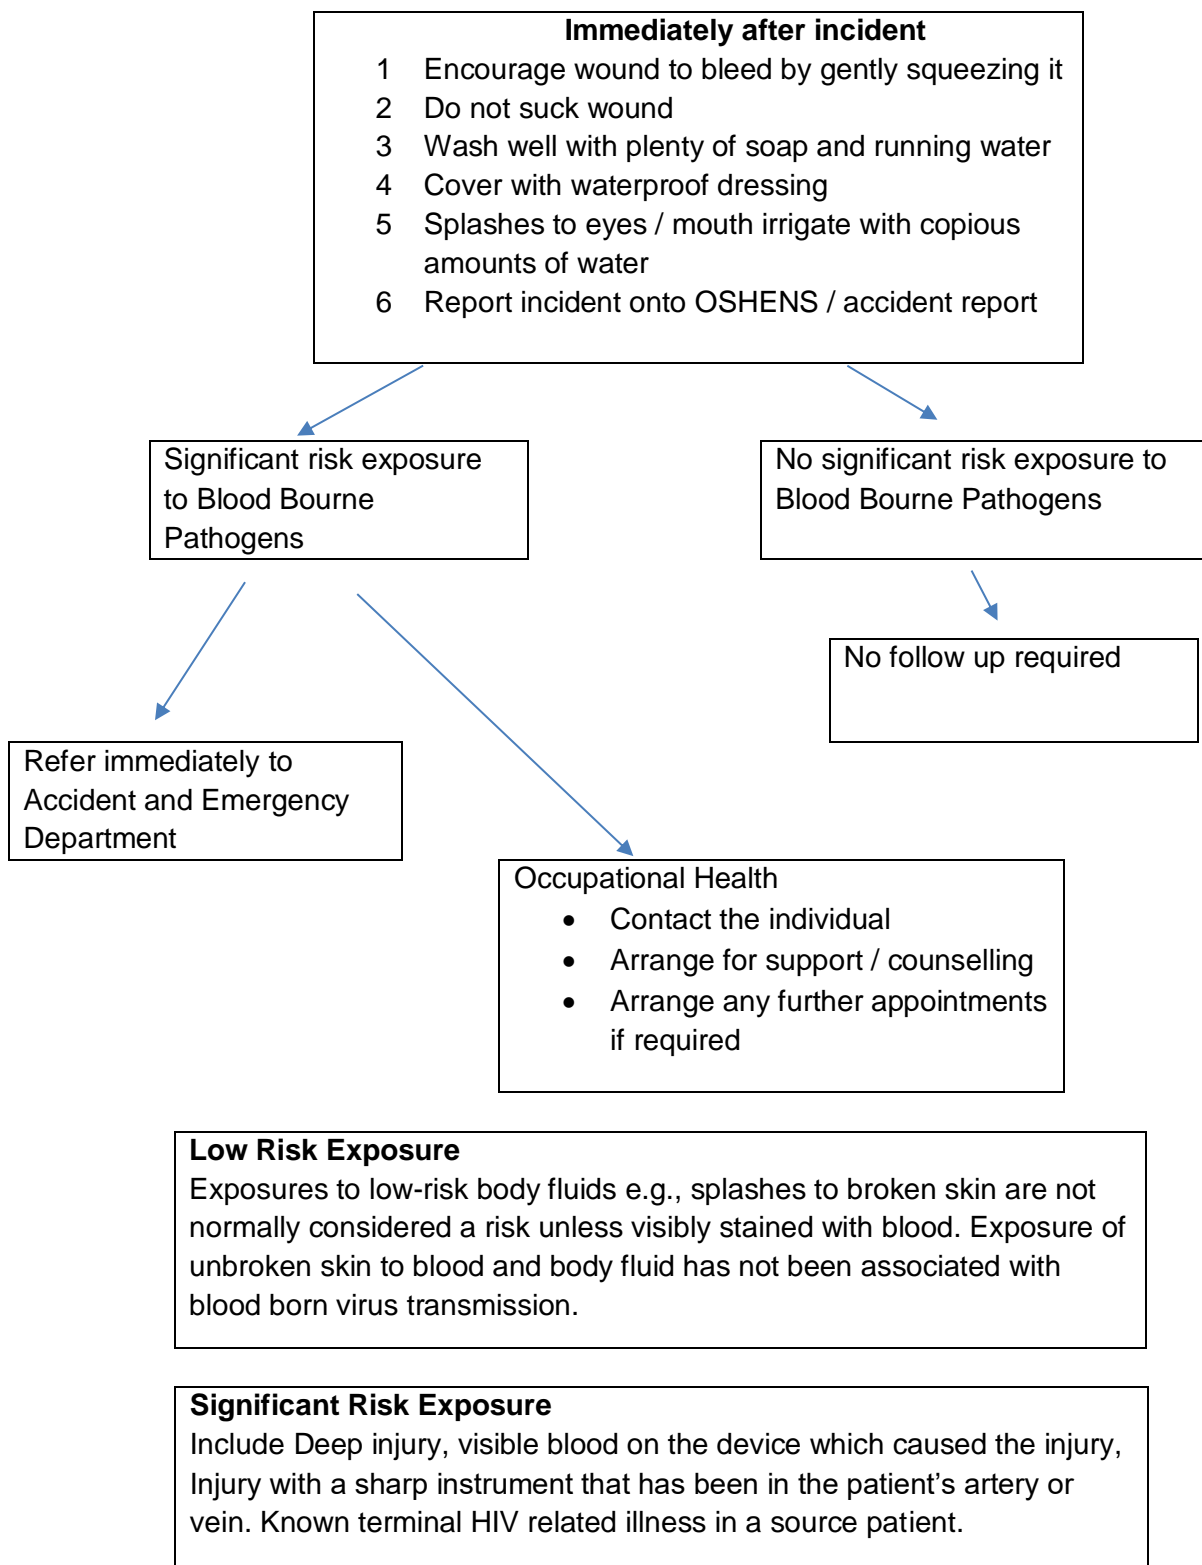 Immediately after incident
1 Encourage wound to bleed by gently squeezing it
2 Do not suck wound
3 Wash well with plenty of soap and running water
4 Cover with waterproof dressing
5 Splashes to eyes / mouth irrigate with copious
amounts of water
6 Report incident onto OSHENS / accident report
Significant risk exposure
to Blood Bourne
Pathogens
No significant risk exposure to
Blood Bourne Pathogens
No follow up required
Refer immediately to
Accident and Emergency
Department
Occupational Health
• Contact the individual
• Arrange for support / counselling
• Arrange any further appointments
if required
Low Risk Exposure
Exposures to low-risk body fluids e.g., splashes to broken skin are not
normally considered a risk unless visibly stained with blood. Exposure of
unbroken skin to blood and body fluid has not been associated with
blood born virus transmission.
Significant Risk Exposure
Include Deep injury, visible blood on the device which caused the injury,
Injury with a sharp instrument that has been in the patient’s artery or
vein. Known terminal HIV related illness in a source patient.